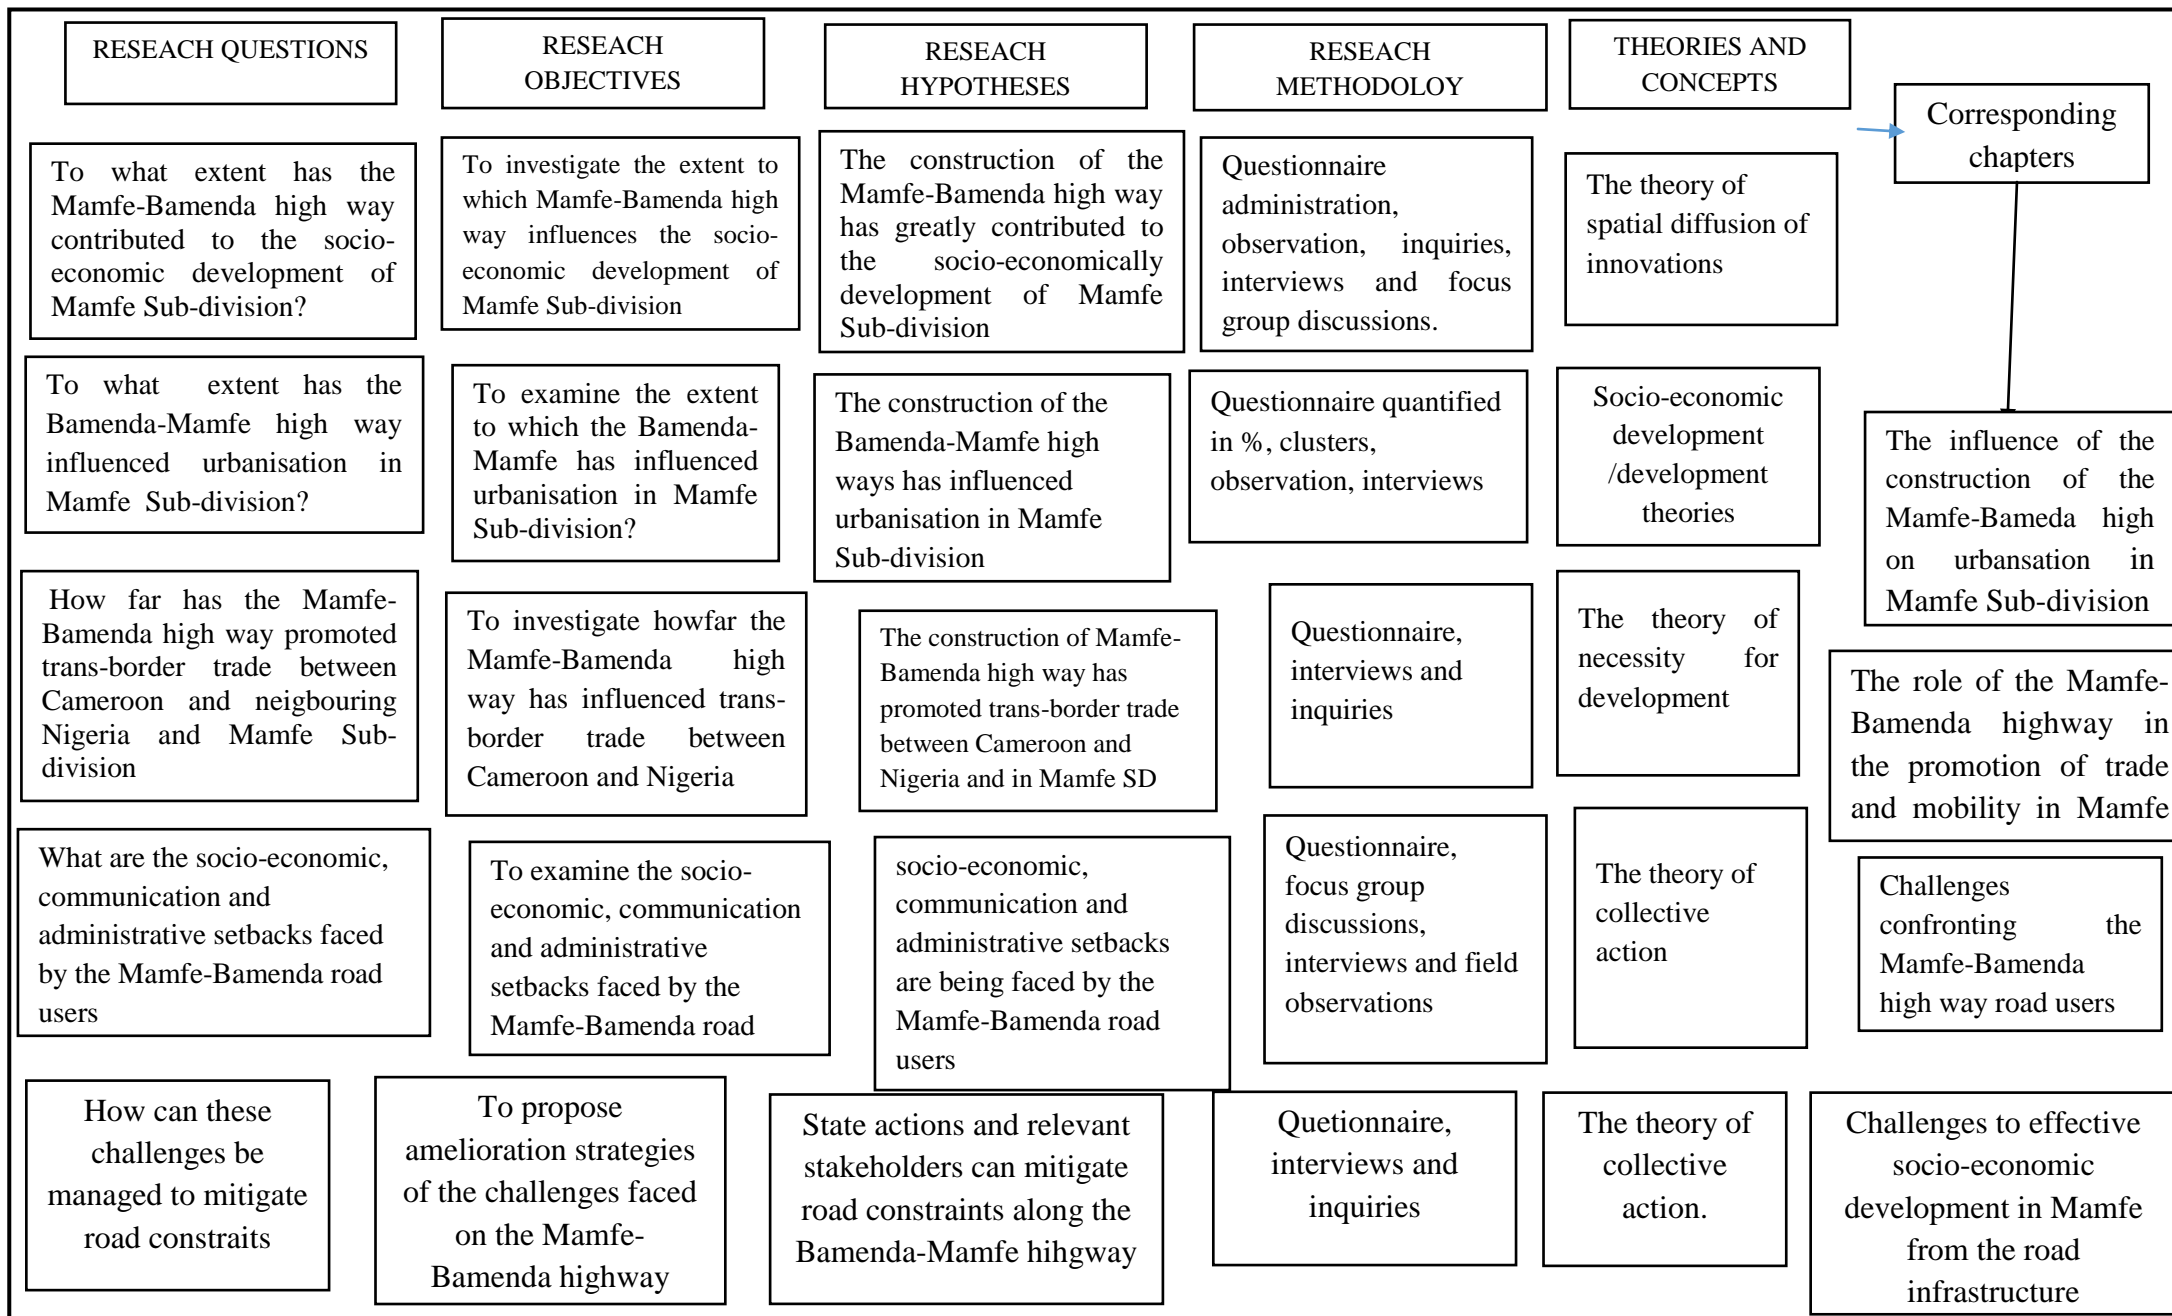 RESEACH QUESTIONS
RESEACH
OBJECTIVES
RESEACH
HYPOTHESES
RESEACH
METHODOLOY
THEORIES AND
CONCEPTS
Corresponding
chapters
To what extent has the
Mamfe-Bamenda high way
contributed to the socio-
economic development of
Mamfe Sub-division?
To investigate the extent to
which Mamfe-Bamenda high
way influences the socio-
economic development of
Mamfe Sub-division
The construction of the
Mamfe-Bamenda high way
has greatly contributed to
the socio-economically
development of Mamfe
Sub-division
Questionnaire
administration,
observation, inquiries,
interviews and focus
group discussions.
The theory of
spatial diffusion of
innovations
To what extent has the
Bamenda-Mamfe high way
influenced urbanisation in
Mamfe Sub-division?
To examine the extent
to which the Bamenda-
Mamfe has influenced
urbanisation in Mamfe
Sub-division?
The construction of the
Bamenda-Mamfe high
ways has influenced
urbanisation in Mamfe
Sub-division
Questionnaire quantified
in %, clusters,
observation, interviews
Socio-economic
development
/development
theories
The influence of the
construction of the
Mamfe-Bameda high
on urbansation in
Mamfe Sub-division
How far has the Mamfe-
Bamenda high way promoted
trans-border trade between
Cameroon and neigbouring
Nigeria and Mamfe Sub-
division
To investigate howfar the
Mamfe-Bamenda high
way has influenced trans-
border trade between
Cameroon and Nigeria
The construction of Mamfe-
Bamenda high way has
promoted trans-border trade
between Cameroon and
Nigeria and in Mamfe SD
Questionnaire,
interviews and
inquiries
The theory of
necessity for
development
The role of the Mamfe-
Bamenda highway in
the promotion of trade
and mobility in Mamfe
What are the socio-economic,
communication and
administrative setbacks faced
by the Mamfe-Bamenda road
users
To examine the socio-
economic, communication
and administrative
setbacks faced by the
Mamfe-Bamenda road
socio-economic,
communication and
administrative setbacks
are being faced by the
Mamfe-Bamenda road
users
Questionnaire,
focus group
discussions,
interviews and field
observations
The theory of
collective
action
Challenges
confronting the
Mamfe-Bamenda
high way road users
How can these
challenges be
managed to mitigate
road constraits
To propose
amelioration strategies
of the challenges faced
on the Mamfe-
Bamenda highway
State actions and relevant
stakeholders can mitigate
road constraints along the
Bamenda-Mamfe hihgway
Quetionnaire,
interviews and
inquiries
The theory of
collective
action.
Challenges to effective
socio-economic
development in Mamfe
from the road
infrastructure